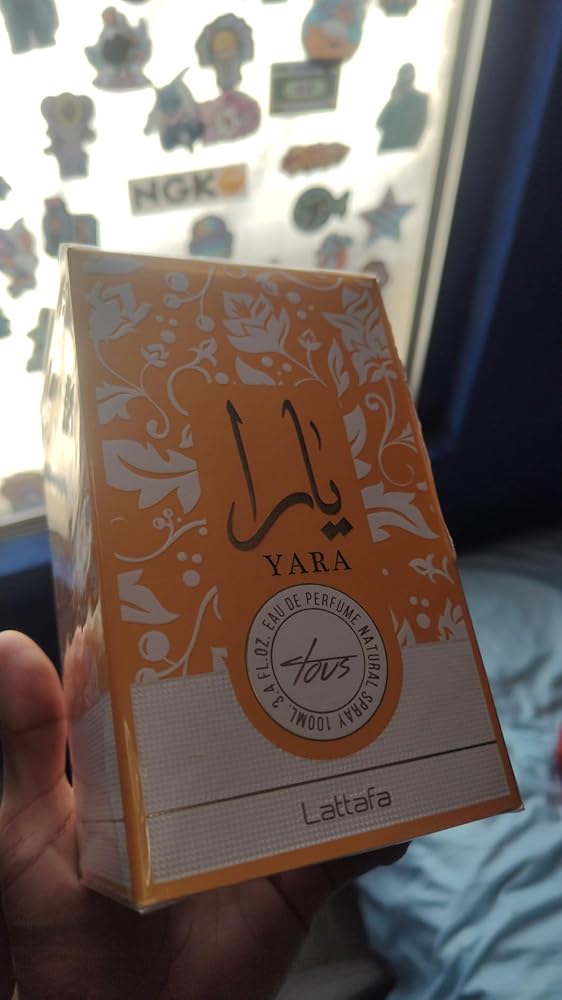 NGK
يارا
YARA
3.4 FL.OZ. EAU DE PERFUME NATURAL SPRAY 100ML.
tous
Lattafa